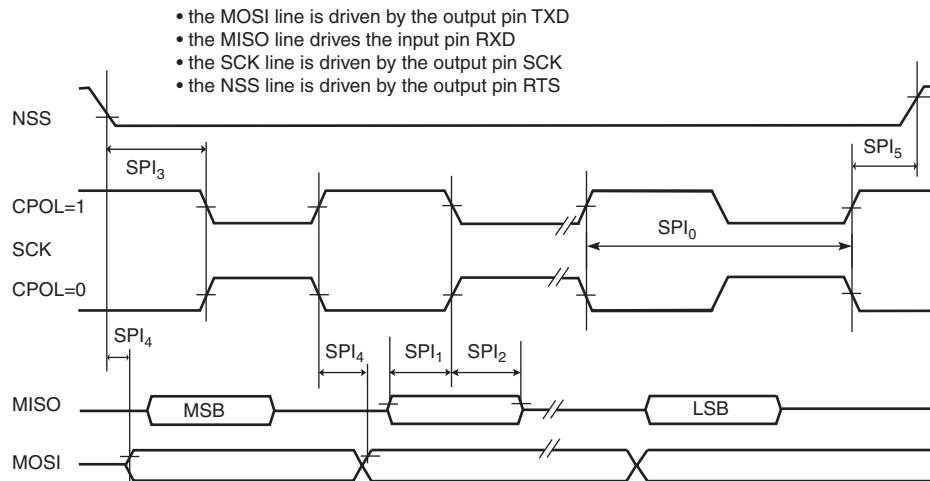 • the MOSI line is driven by the output pin TXD
• the MISO line drives the input pin RXD
• the SCK line is driven by the output pin SCK
• the NSS line is driven by the output pin RTS
NSS
SPI3
SPI5
CPOL=1
SCK
SPI0
CPOL=0
SPI4
SPI4
SPI1
SPI2
MISO
MSB
LSB
MOSI